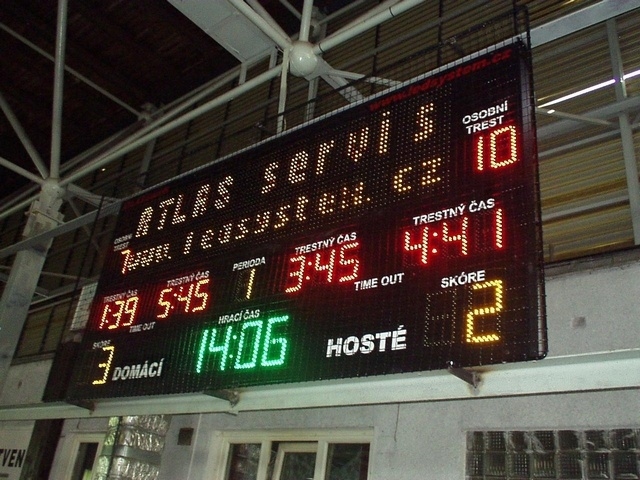 www.ledsystem.cz
ATLAS servis
www.ledsystem.cz
OSOBNÍ TREST
7
OSOBNÍ TREST
10
TRESTNÝ ČAS
1:39
TRESTNÝ ČAS
5:45
PERIODA
1
TRESTNÝ ČAS
3:45
TRESTNÝ ČAS
4:41
TIME OUT
TIME OUT
SKÓRE
3
DOMÁCÍ
HRACÍ ČAS
14:06
HOSTÉ
SKÓRE
2